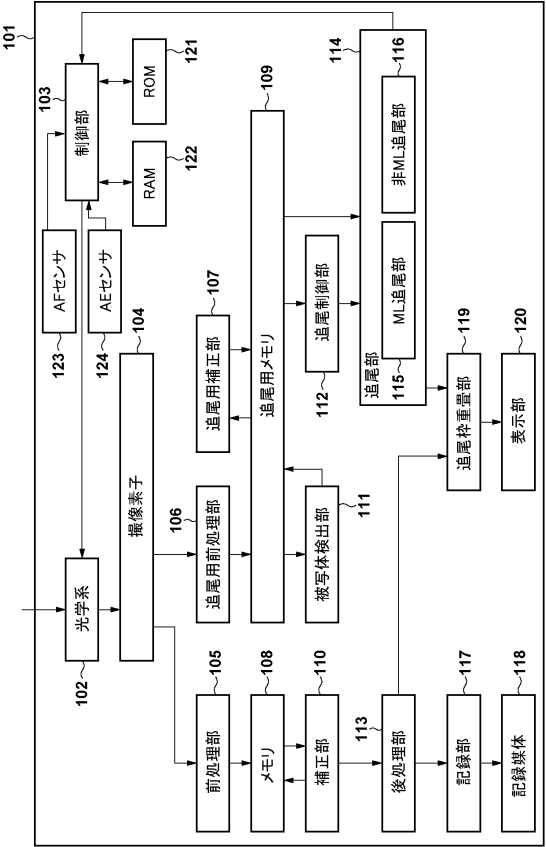 101
103
制御部
AFセンサ
123
AEセンサ
124
光学系
102
撮像素子
104
ROM
121
RAM
122
105
前処理部
106
追尾用前処理部
107
追尾用補正部
108
メモリ
109
追尾用メモリ
110
補正部
111
被写体検出部
112
追尾制御部
113
後処理部
114
追尾部
115
ML追尾部
116
非ML追尾部
117
記録部
118
記録媒体
119
追尾枠重畳部
120
表示部